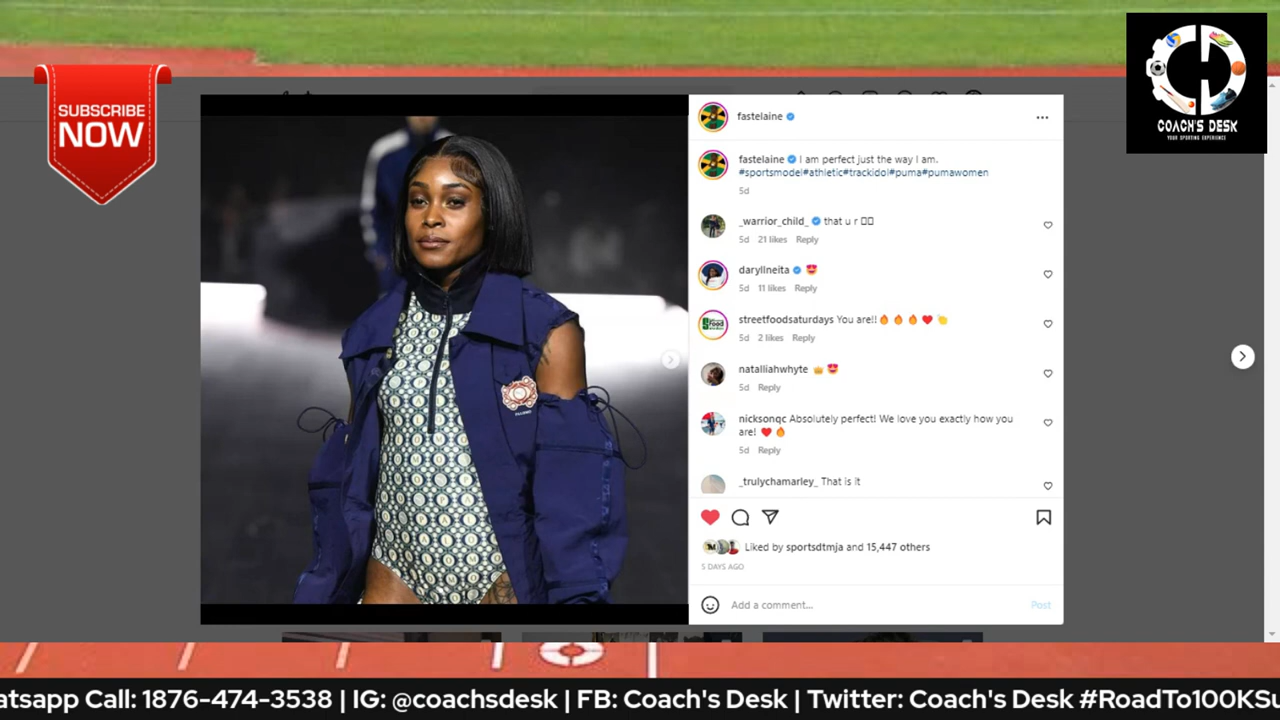 SUBSCRIBE
NOW
COACH'S DESK
YOUR SPORTING EXPERIENCE
fastelaine
fastelaine I am perfect just the way I am.
#sportsmodel#athletic#trackidol#puma#pumawomen
5d
_warrior_child_ that u r
5d 21 likes Reply
daryllneita 😍
5d 11 likes Reply
streetfoodsaturdays You are!! 🔥 🔥 🔥 ❤️ 👏
5d 2 likes Reply
natalliahwhyte 👑 😍
5d Reply
nicksonqc Absolutely perfect! We love you exactly how you
are! ❤️ 🔥
5d Reply
_trulychamarley_ That is it
Liked by sportsdtmja and 15,447 others
5 DAYS AGO
Add a comment... Post
atsapp Call: 1876-474-3538 | IG: @coachsdesk | FB: Coach's Desk | Twitter: Coach's Desk #RoadTo100KSu